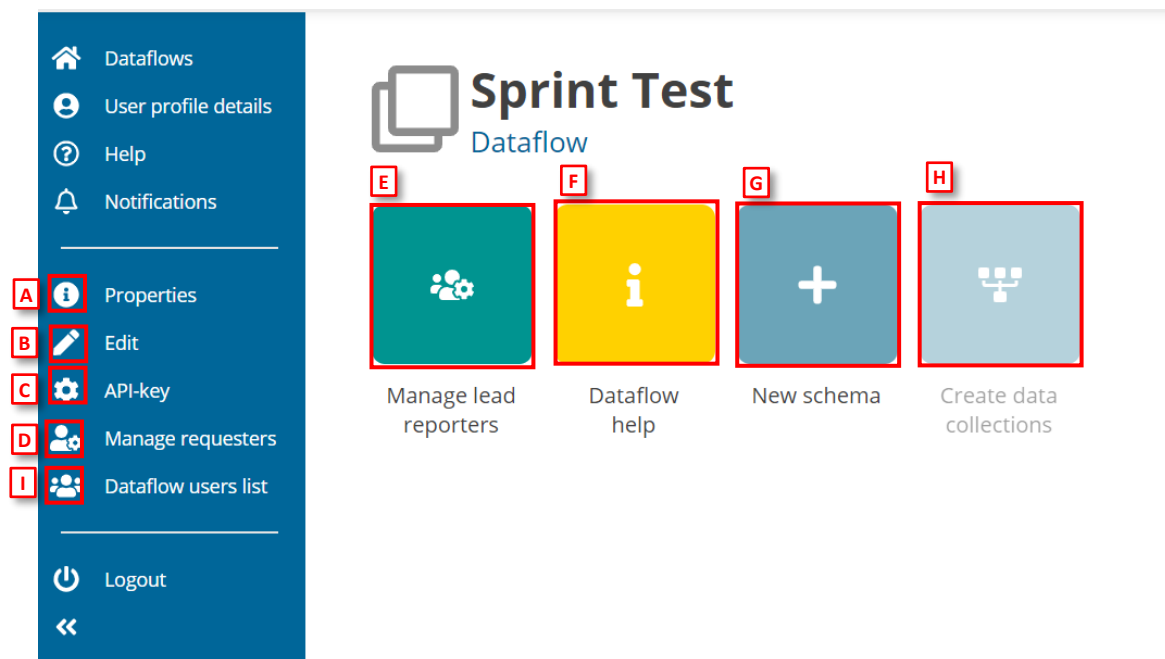 Dataflows
User profile details
Help
Notifications
A Properties
B Edit
C API-key
D Manage requesters
I Dataflow users list
Logout
Sprint Test
Dataflow
E
F
G
H
Manage lead
reporters
Dataflow
help
New schema
Create data
collections